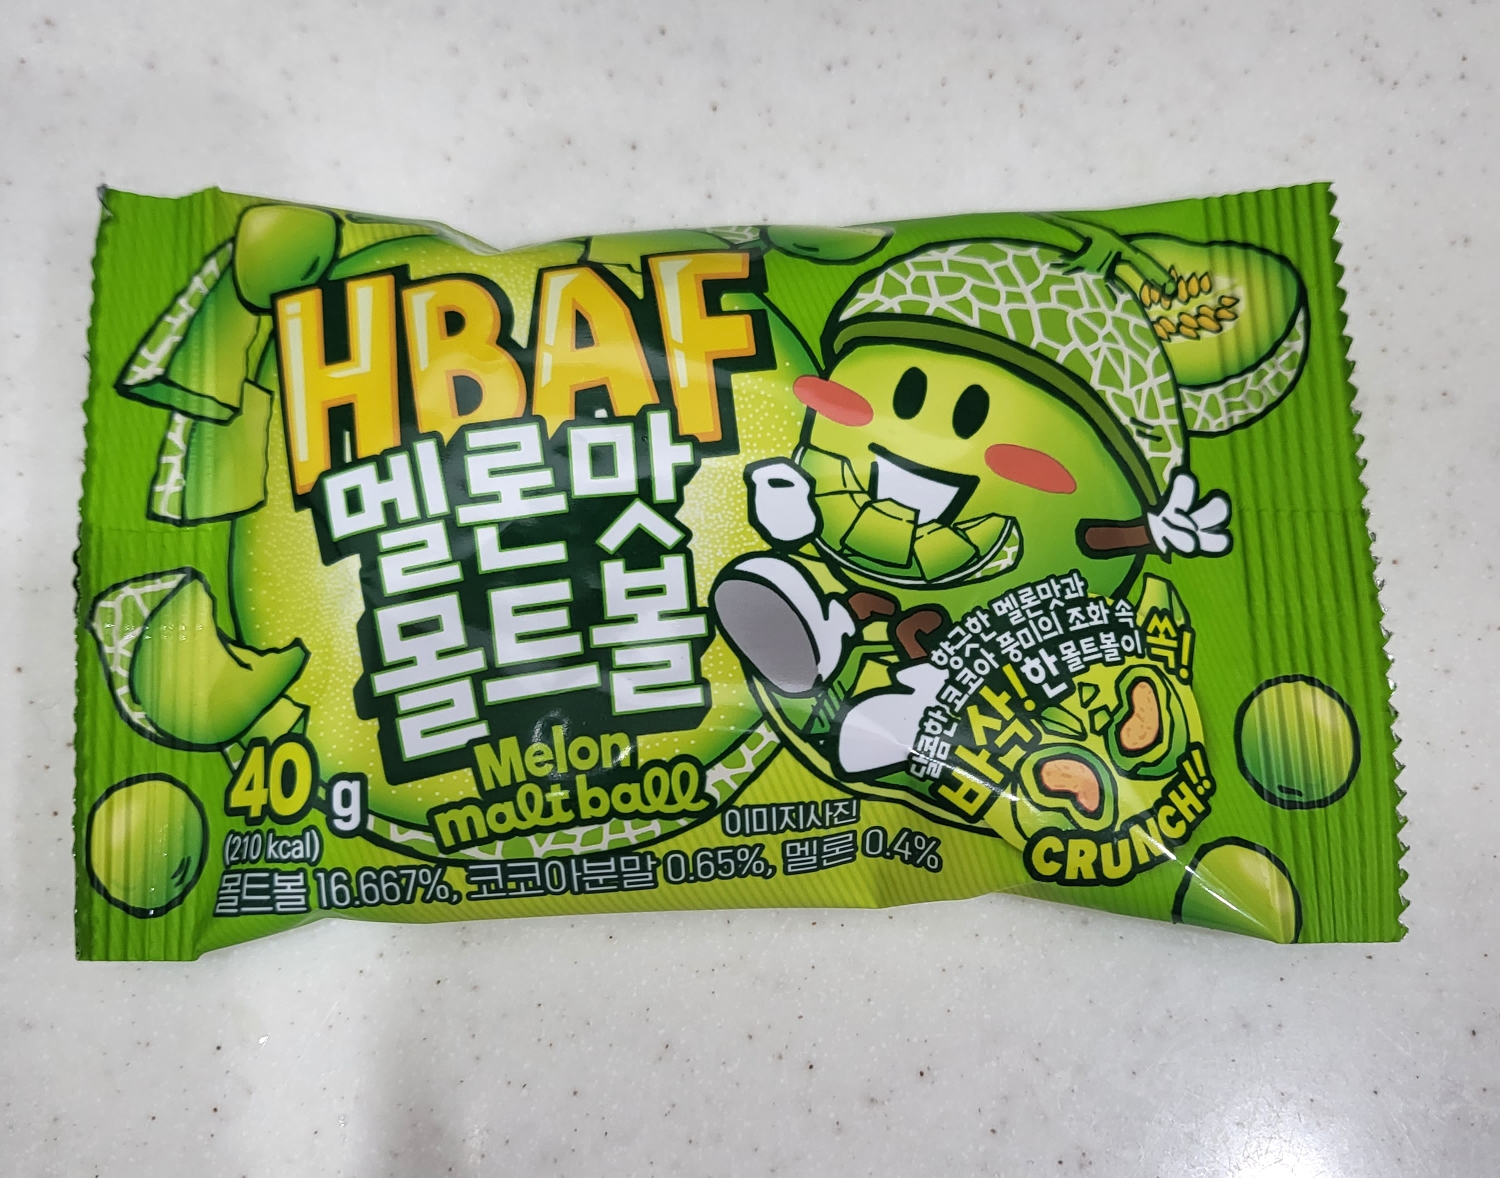 HBAF
멜론맛
몰트볼
Melon
malt ball
40 g
(210 kcal)
이미지사진
몰트볼 16.667%, 코코아분말 0.65%, 멜론 0.4%
향긋한 멜론맛과
달콤한 코코아 풍미의 조화 속
쏙!
바삭! 한 몰트볼이
CRUNCH!!